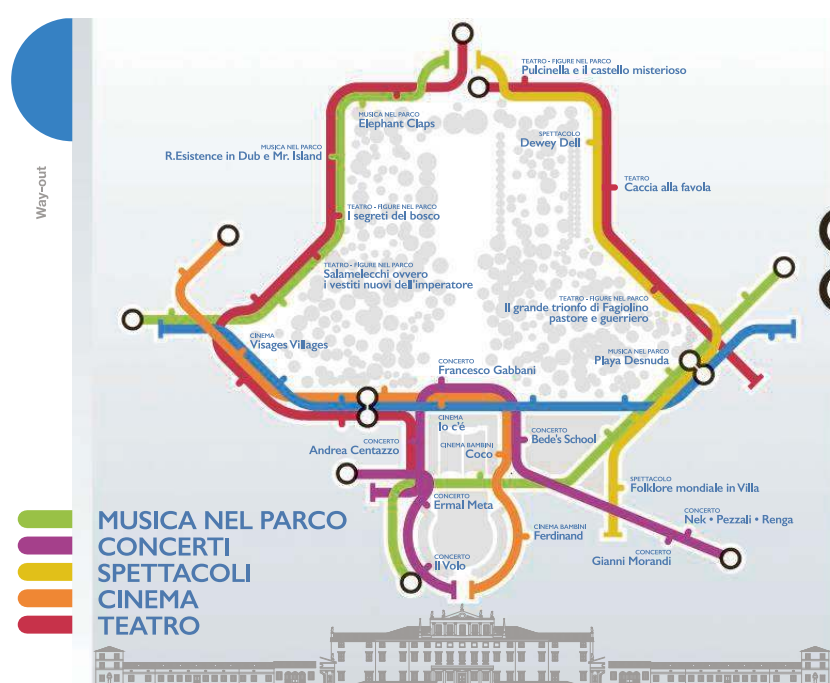 Way-out
TEATRO - FIGURE NEL PARCO
Pulcinella e il castello misterioso
MUSICA NEL PARCO
Elephant Claps
SPETTACOLO
Dewey Dell
MUSICA NEL PARCO
R.Esistence in Dub e Mr. Island
TEATRO
Caccia alla favola
TEATRO - FIGURE NEL PARCO
I segreti del bosco
TEATRO - FIGURE NEL PARCO
Salamelecchi ovvero
i vestiti nuovi dell'imperatore
TEATRO - FIGURE NEL PARCO
Il grande trionfo di Fagiolino
pastore e guerriero
CINEMA
Visages Villages
MUSICA NEL PARCO
Playa Desnuda
CONCERTO
Francesco Gabbani
CINEMA
Io c'é
CONCERTO
Andrea Centazzo
CINEMA BAMBINI
Coco
CONCERTO
Bede's School
SPETTACOLO
Folklore mondiale in Villa
CONCERTO
Ermal Meta
CONCERTO
Nek • Pezzali • Renga
CINEMA BAMBINI
Ferdinand
CONCERTO
Gianni Morandi
CONCERTO
Il Volo
MUSICA NEL PARCO
CONCERTI
SPETTACOLI
CINEMA
TEATRO